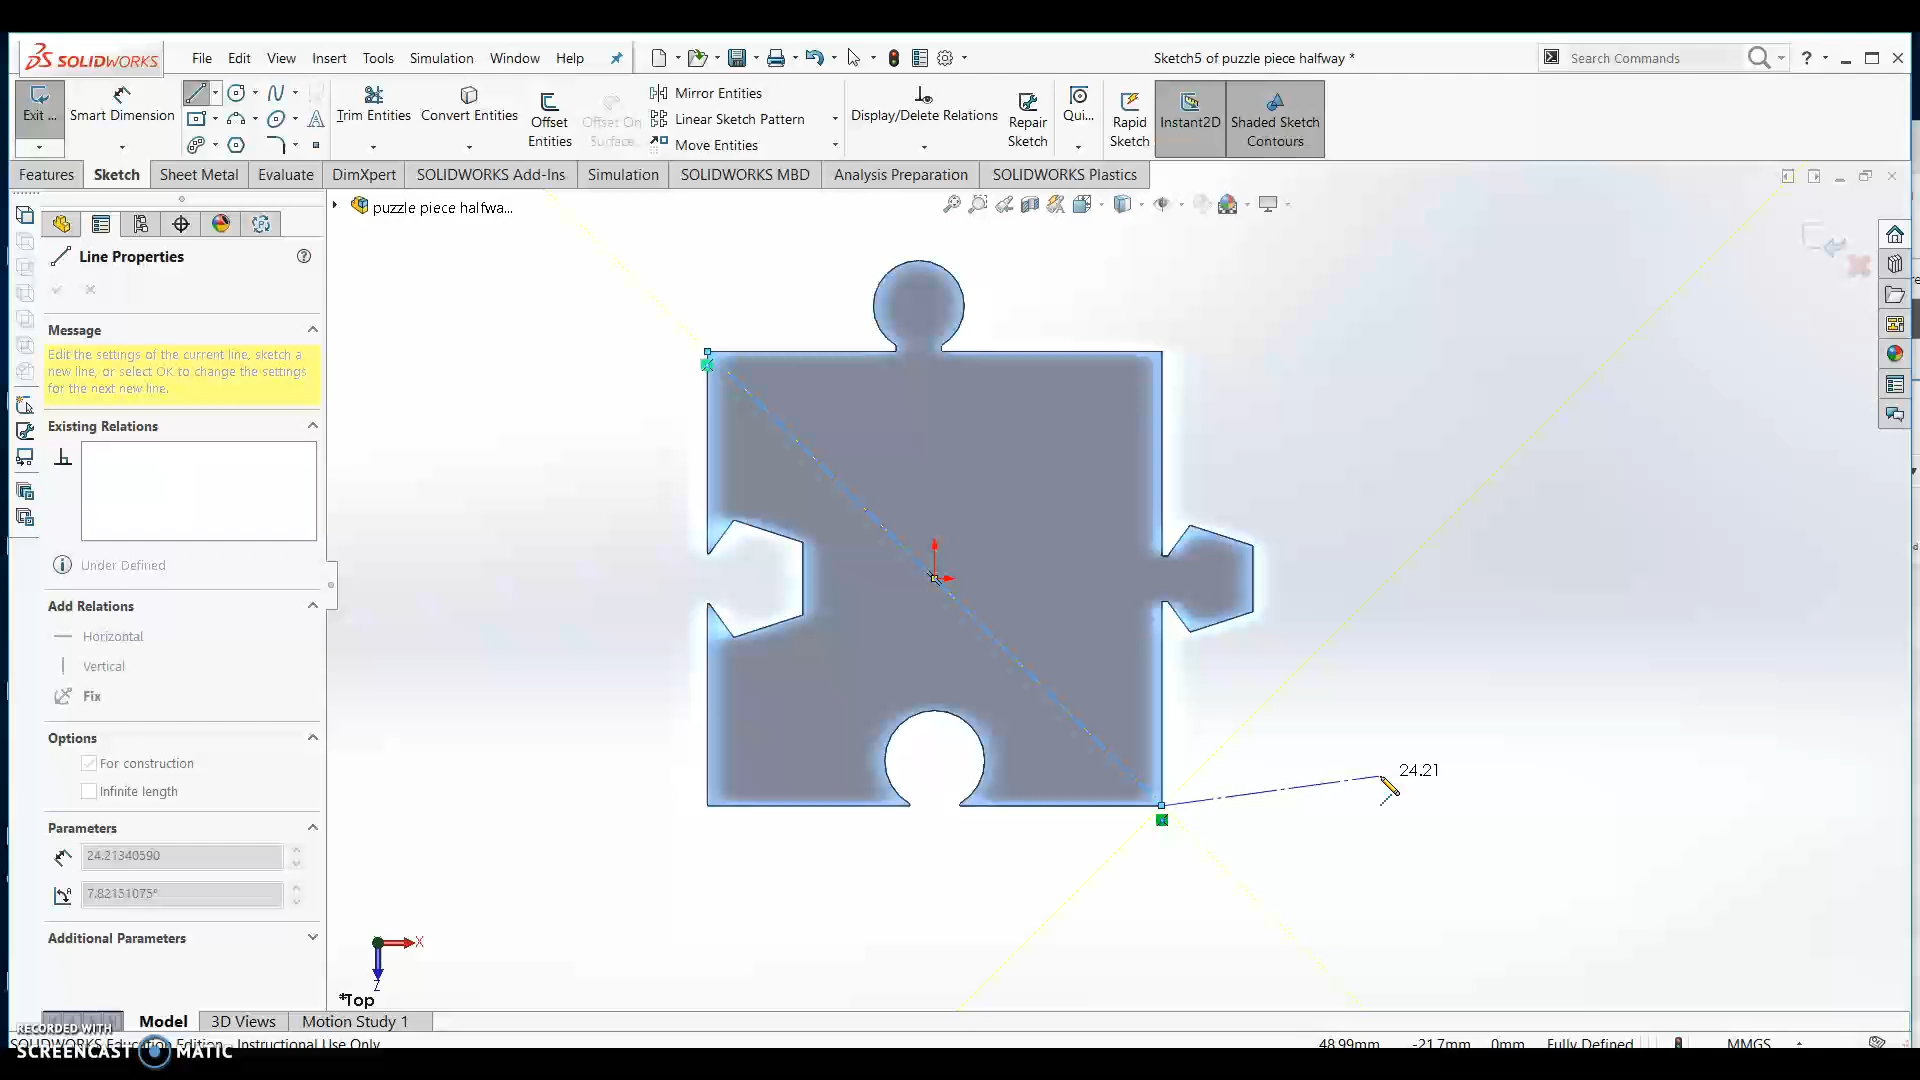 SOLIDWORKS File Edit View Insert Tools Simulation Window Help Sketch5 of puzzle piece halfway * Search Commands ?
Exit ... Smart Dimension A Trim Entities Convert Entities Offset Entities Offset On Surface Mirror Entities Display/Delete Relations Repair Sketch Qui... Rapid Sketch Instant2D Shaded Sketch Contours
Linear Sketch Pattern
Move Entities
Features Sketch Sheet Metal Evaluate DimXpert SOLIDWORKS Add-Ins Simulation SOLIDWORKS MBD Analysis Preparation SOLIDWORKS Plastics
puzzle piece halfwa...
Line Properties ?
Message
Edit the settings of the current line, sketch a
new line, or select OK to change the settings
for the next new line.
Existing Relations
Under Defined
Add Relations
Horizontal
Vertical
Fix
Options
For construction
Infinite length
Parameters
24.21340590
7.82151075°
Additional Parameters
24.21
X
Z
*Top
Model 3D Views Motion Study 1
SOLIDWORKS Education Edition - Instructional Use Only 48.99mm -21.7mm 0mm Fully Defined MMGS
RECORDED WITH
SCREENCAST MATIC